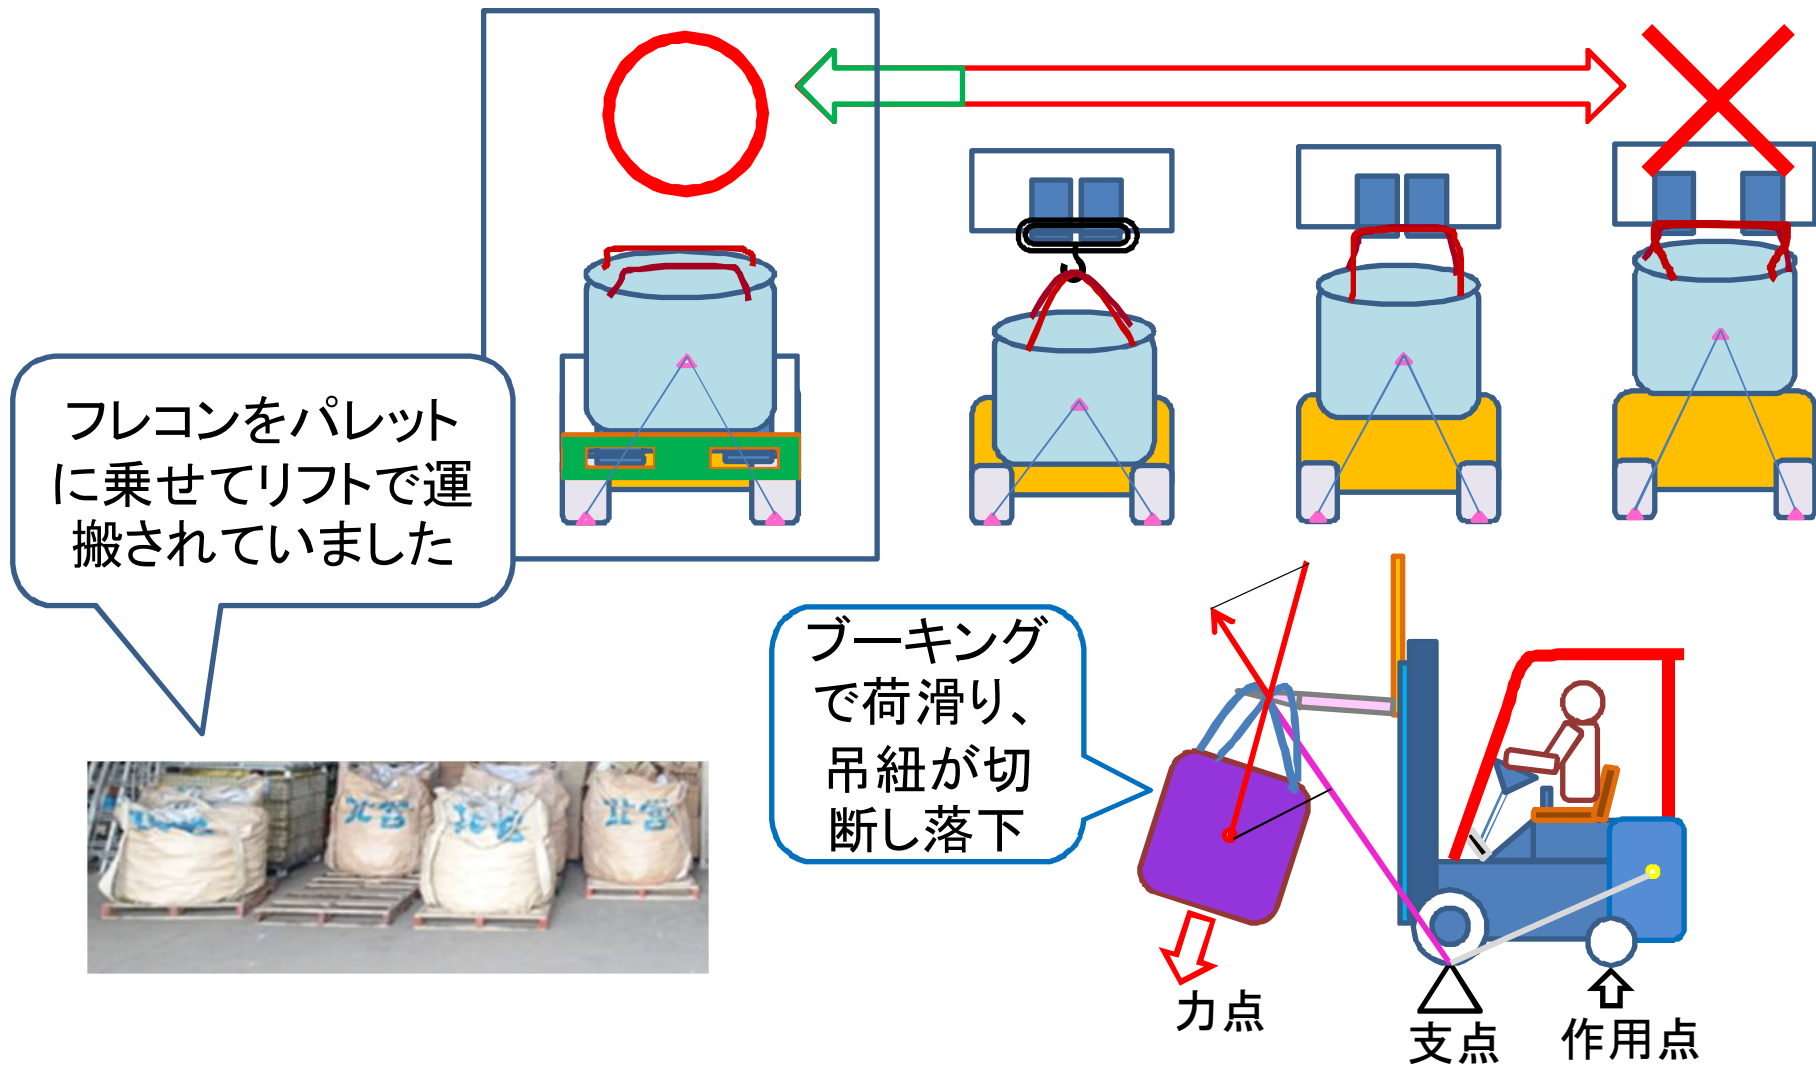 フレコンをパレット
に乗せてリフトで運
搬されていました
ブーキング
で荷滑り、
吊紐が切
断し落下
力点
支点
作用点